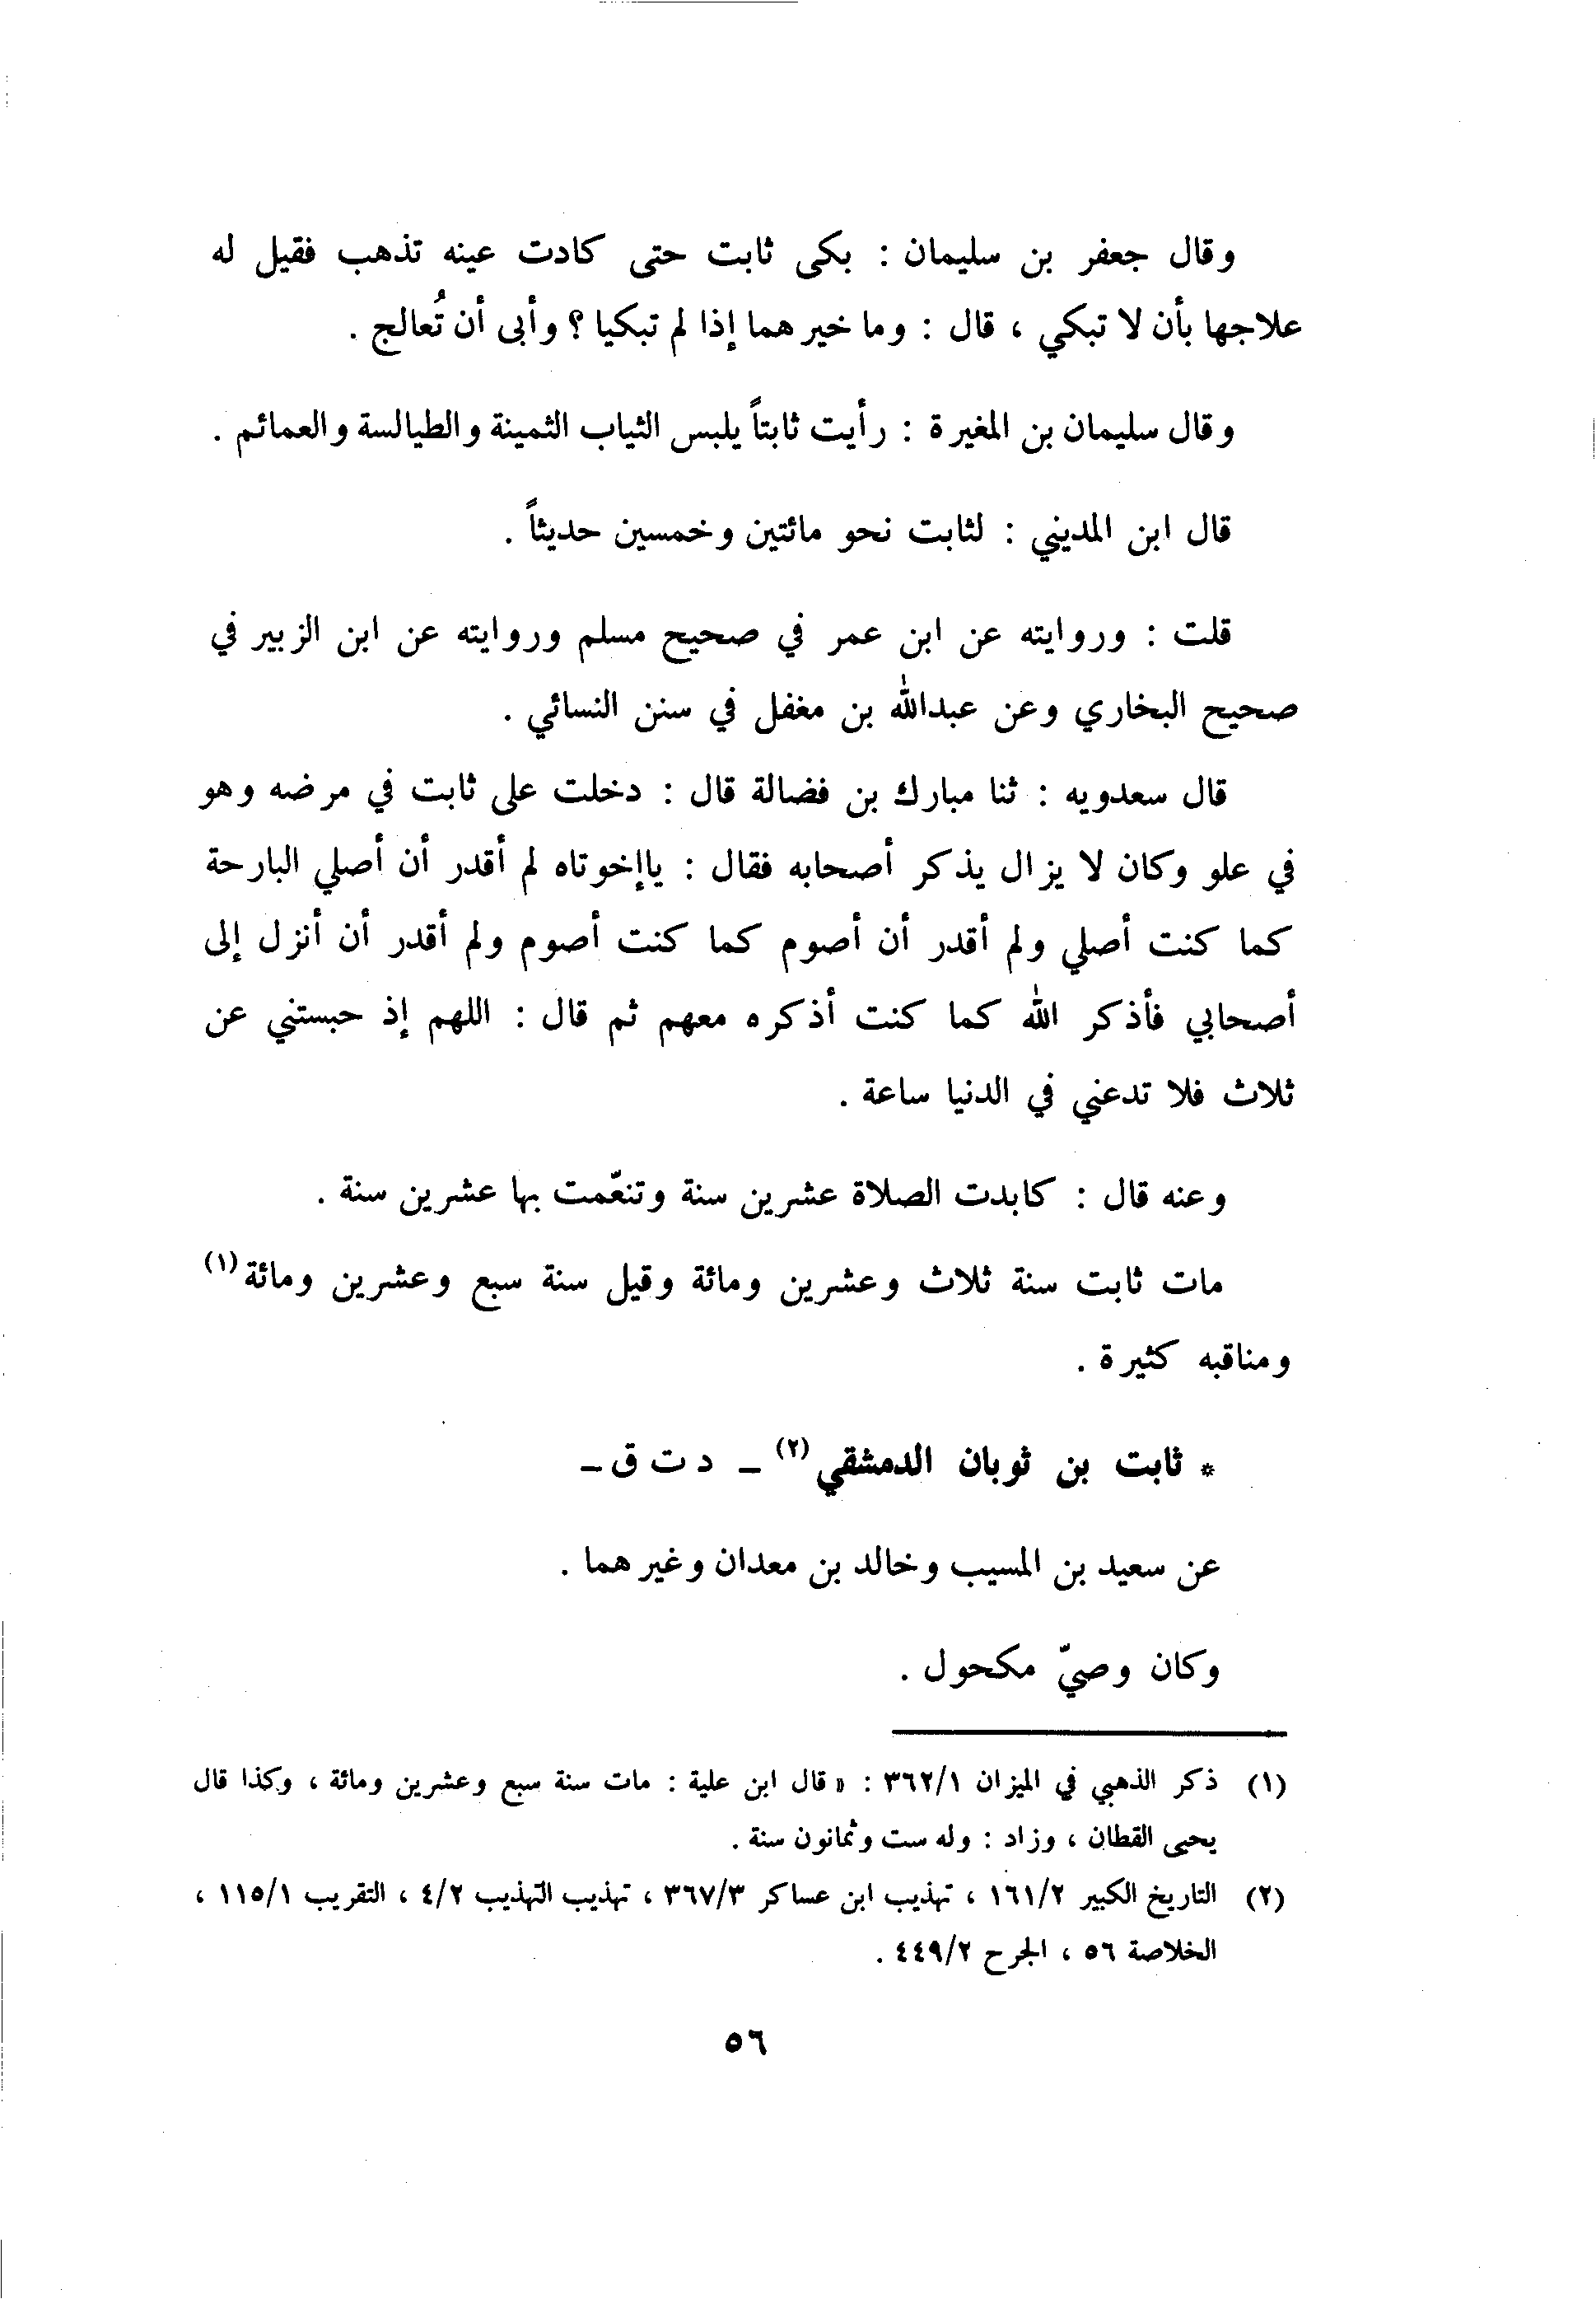 وقال جعفر بن سليمان : بكى ثابت حتى كادت عينه تذهب فقيل له
علاجها بأن لا تبكي ، قال : وما خيرهما إذا لم تبكيا ؟ وأبى أن تُعالج .
وقال سليمان بن المغيرة : رأيت ثابتاً يلبس الثياب الثمينة والطيالسة والعمائم .
قال ابن المديني : لثابت نحو مائتين وخمسين حديثاً .
قلت : وروايته عن ابن عمر في صحيح مسلم وروايته عن ابن الزبير في
صحيح البخاري وعن عبدالله بن مغفل في سنن النسائي .
قال سعدويه : ثنا مبارك بن فضالة قال : دخلت على ثابت في مرضه وهو
في علو وكان لا يزال يذكر أصحابه فقال : ياإخوتاه لم أقدر أن أصلي البارحة
كما كنت أصلي ولم أقدر أن أصوم كما كنت أصوم ولم أقدر أن أنزل إلى
أصحابي فأذكر الله كما كنت أذكره معهم ثم قال : اللهم إذ حبستني عن
ثلاث فلا تدعني في الدنيا ساعة .
وعنه قال : كابدت الصلاة عشرين سنة وتنعّمت بها عشرين سنة .
مات ثابت سنة ثلاث وعشرين ومائة وقيل سنة سبع وعشرين ومائة(١)
ومناقبه كثيرة .
* ثابت بن ثوبان الدمشقي(٢) – د ت ق –
عن سعيد بن المسيب وخالد بن معدان وغيرهما .
وكان وصيّ مكحول .
(١) ذكر الذهبي في الميزان ٣٦٢/١ : « قال ابن علية : مات سنة سبع وعشرين ومائة ، وكذا قال
يحيى القطان ، وزاد : وله ست وثمانون سنة .
(٢) التاريخ الكبير ١٦١/٢ ، تهذيب ابن عساكر ٣٦٧/٣ ، تهذيب التهذيب ٤/٢ ، التقريب ١١٥/١ ،
الخلاصة ٥٦ ، الجرح ٤٤٩/٢ .
٥٦